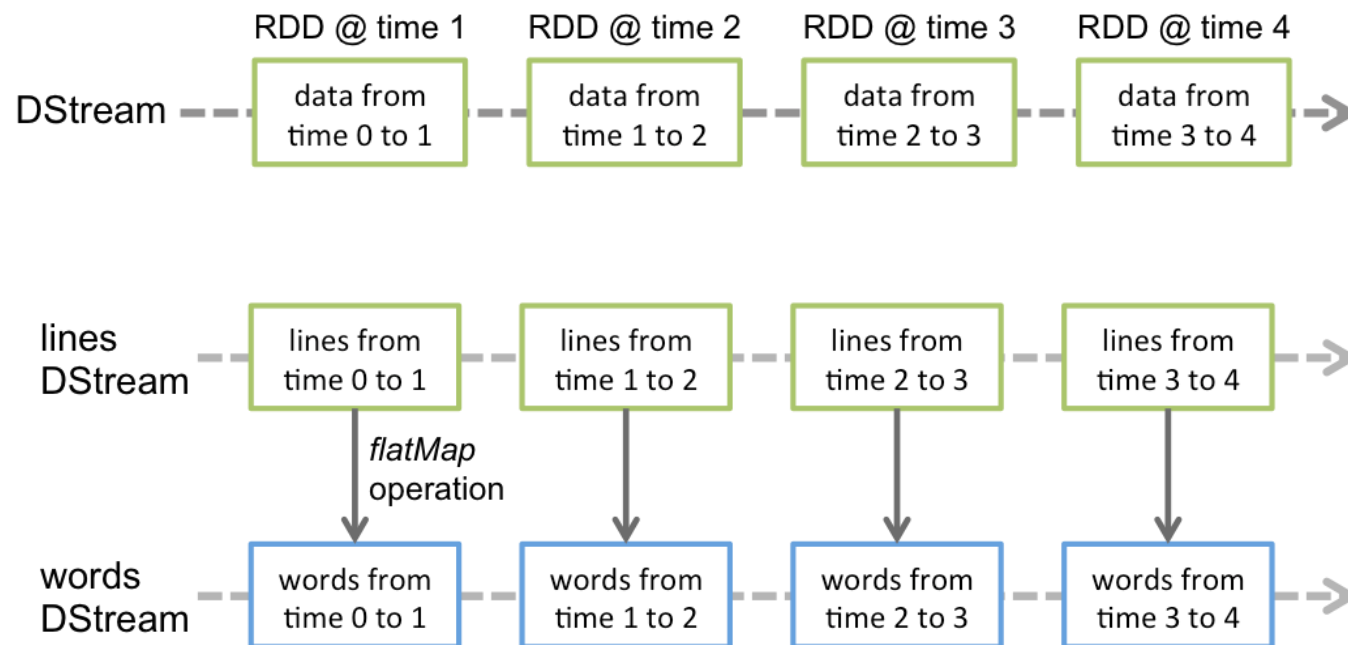 RDD @ time 1
RDD @ time 2
RDD @ time 3
RDD @ time 4
DStream
data from
time 0 to 1
data from
time 1 to 2
data from
time 2 to 3
data from
time 3 to 4
lines
DStream
lines from
time 0 to 1
lines from
time 1 to 2
lines from
time 2 to 3
lines from
time 3 to 4
flatMap
operation
words
DStream
words from
time 0 to 1
words from
time 1 to 2
words from
time 2 to 3
words from
time 3 to 4